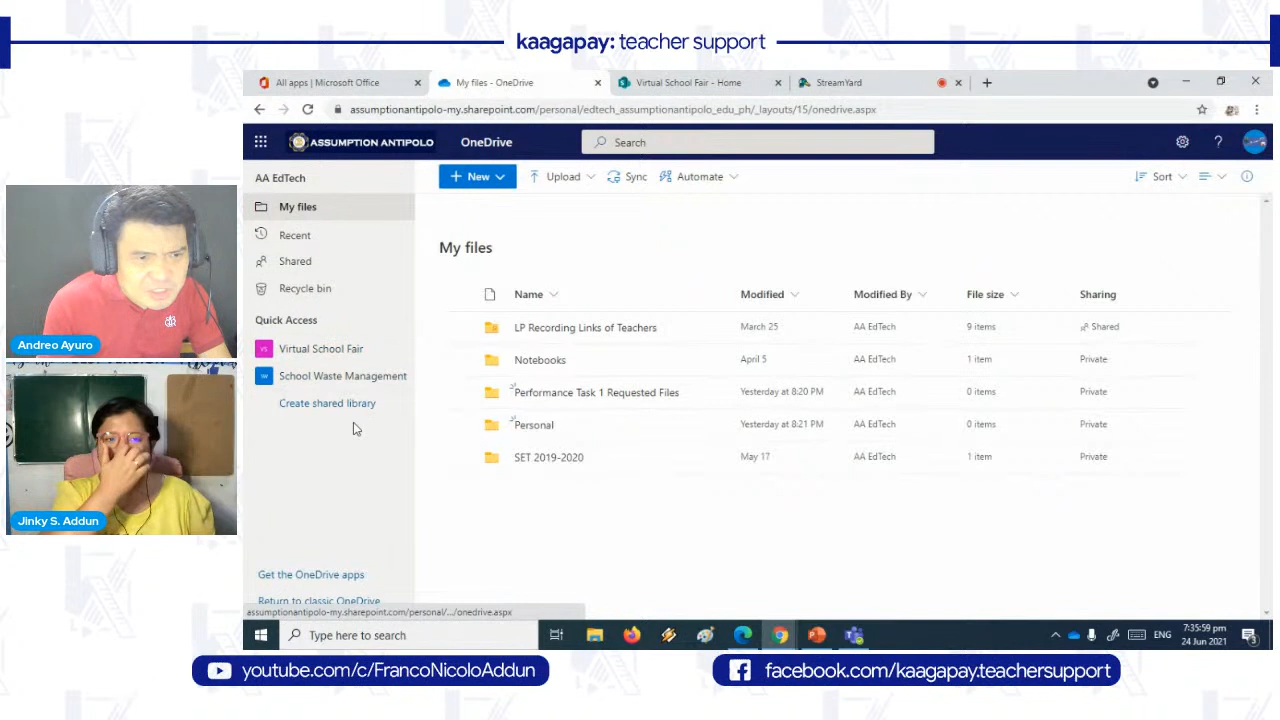 kaagapay: teacher support
All apps | Microsoft Office
My files - OneDrive
Virtual School Fair - Home
StreamYard
assumptionantipolo-my.sharepoint.com/personal/edtech_assumptionantipolo_edu_ph/_layouts/15/onedrive.aspx
ASSUMPTION ANTIPOLO
OneDrive
Search
AA EdTech
New
Upload
Sync
Automate
Sort
My files
Recent
Shared
Recycle bin
Quick Access
VS Virtual School Fair
SW School Waste Management
Create shared library
Get the OneDrive apps
Return to classic OneDrive
My files
Name Modified Modified By File size Sharing
LP Recording Links of Teachers March 25 AA EdTech 9 items Shared
Notebooks April 5 AA EdTech 1 item Private
Performance Task 1 Requested Files Yesterday at 8:20 PM AA EdTech 0 items Private
Personal Yesterday at 8:21 PM AA EdTech 0 items Private
SET 2019-2020 May 17 AA EdTech 1 item Private
Andreo Ayuro
Jinky S. Addun
assumptionantipolo-my.sharepoint.com/personal/.../onedrive.aspx
Type here to search
ENG
7:35:59 pm
24 Jun 2021
3
youtube.com/c/FrancoNicoloAddun
facebook.com/kaagapay.teachersupport